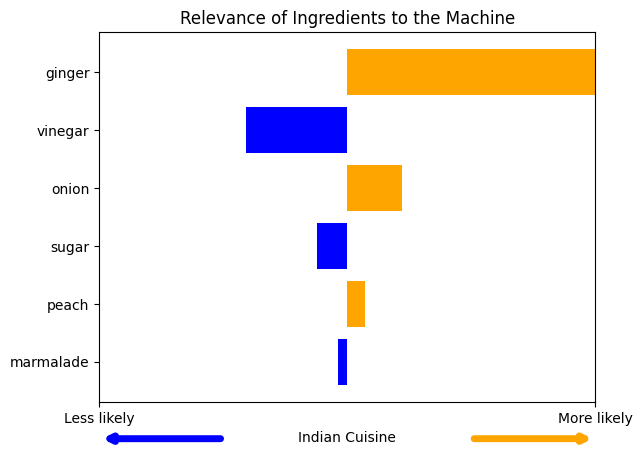 Relevance of Ingredients to the Machine
ginger
vinegar
onion
sugar
peach
marmalade
Less likely
More likely
Indian Cuisine